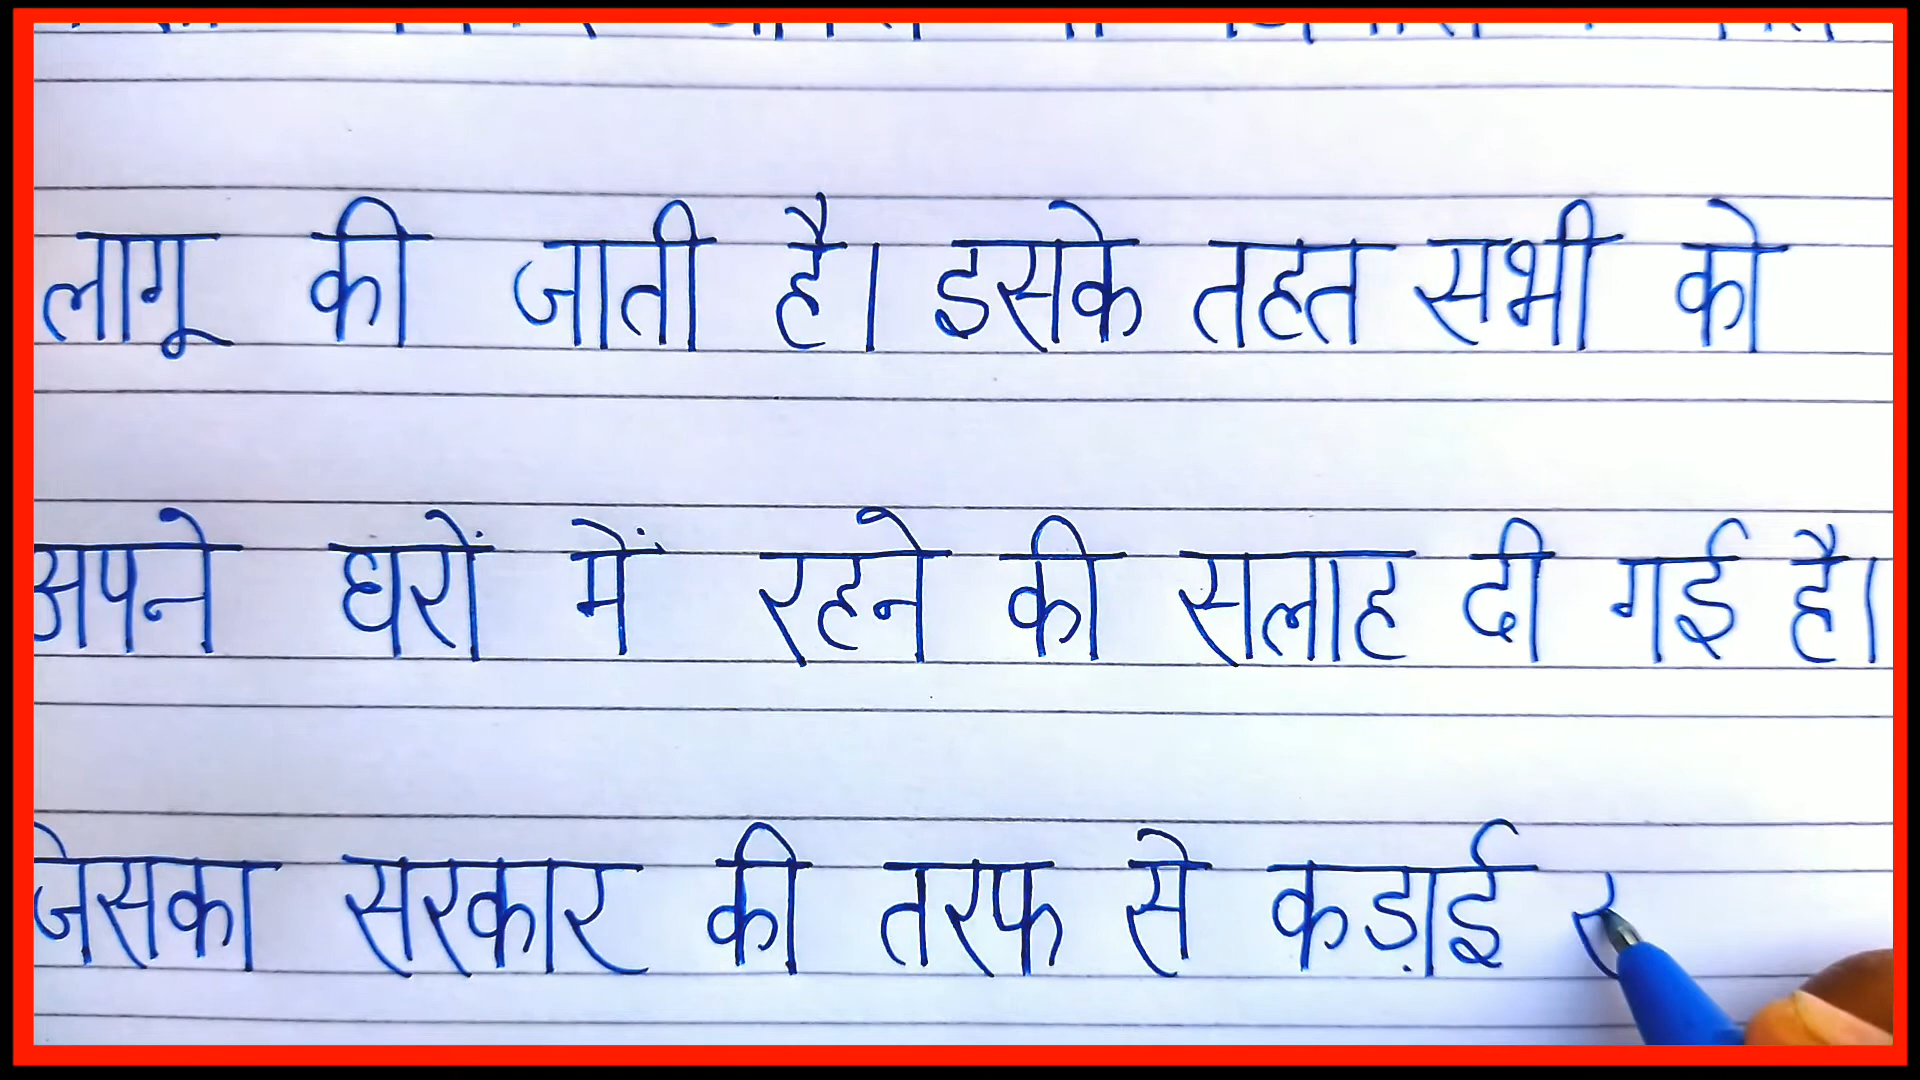 लागू की जाती है। इसके तहत सभी को
अपने घरों में रहने की सलाह दी गई है।
जिसका सरकार की तरफ से कड़ाई